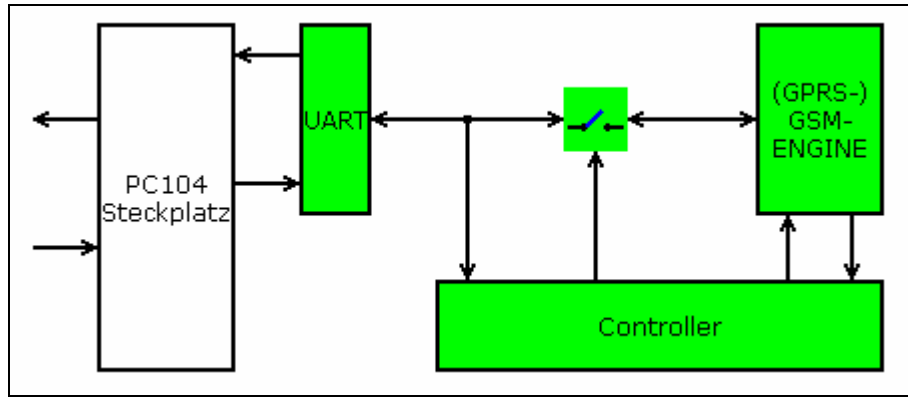 PC104
Steckplatz
UART
(GPRS-)
GSM-
ENGINE
Controller